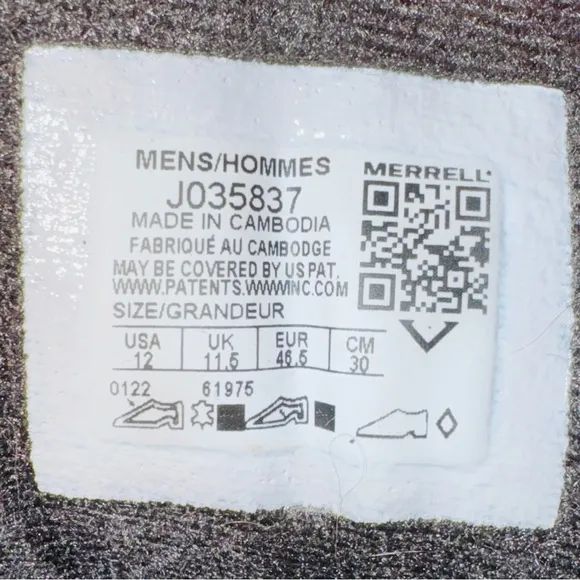 MENS/HOMMES
MERRELL
J035837
MADE IN CAMBODIA
FABRIQUÉ AU CAMBODGE
MAY BE COVERED BY US PAT.
WWW.PATENTS.WWWINC.COM
SIZE/GRANDEUR
USA UK EUR CM
12 11.5 46.5 30
0122 61975